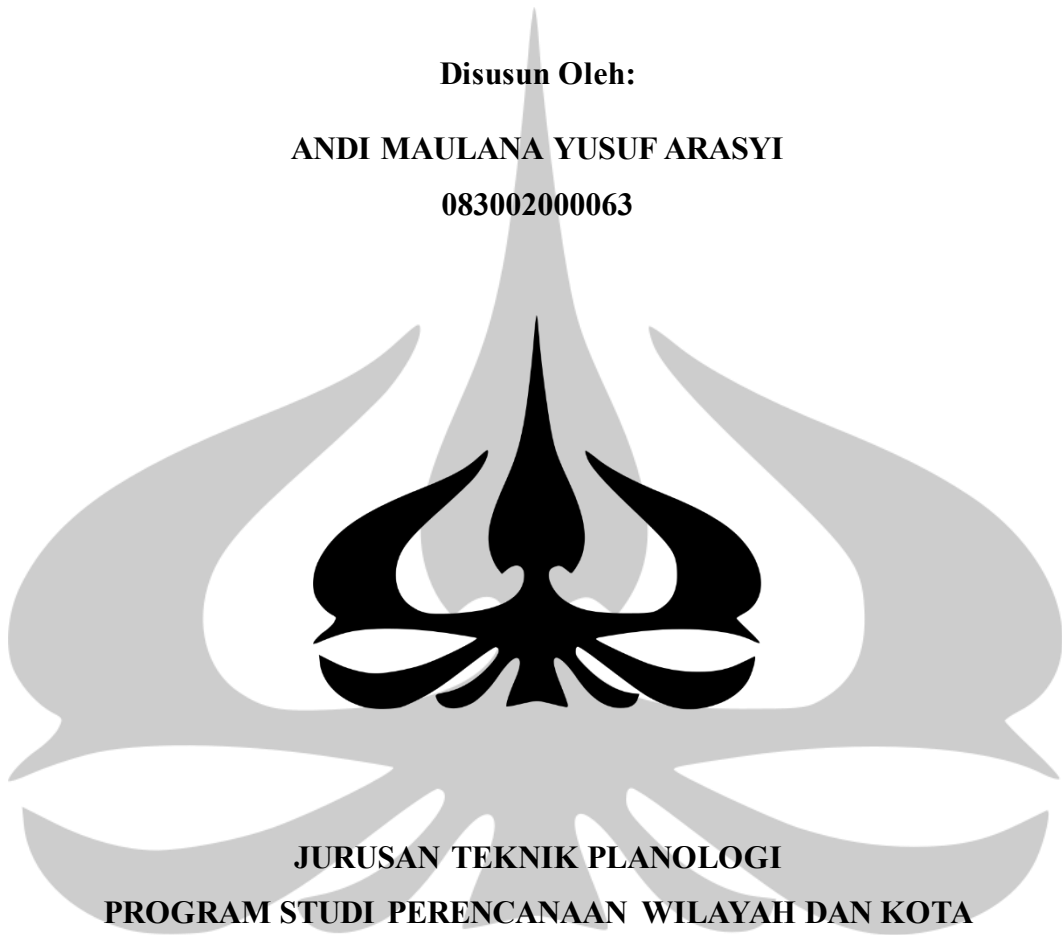 Disusun Oleh:
ANDI MAULANA YUSUF ARASYI
083002000063
JURUSAN TEKNIK PLANOLOGI
PROGRAM STUDI PERENCANAAN WILAYAH DAN KOTA